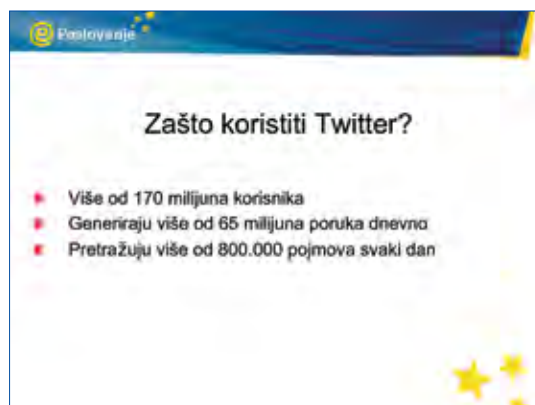 e Poslovanje
Zašto koristiti Twitter?
Više od 170 milijuna korisnika
Generiraju više od 65 milijuna poruka dnevno
Pretražuju više od 800.000 pojmova svaki dan